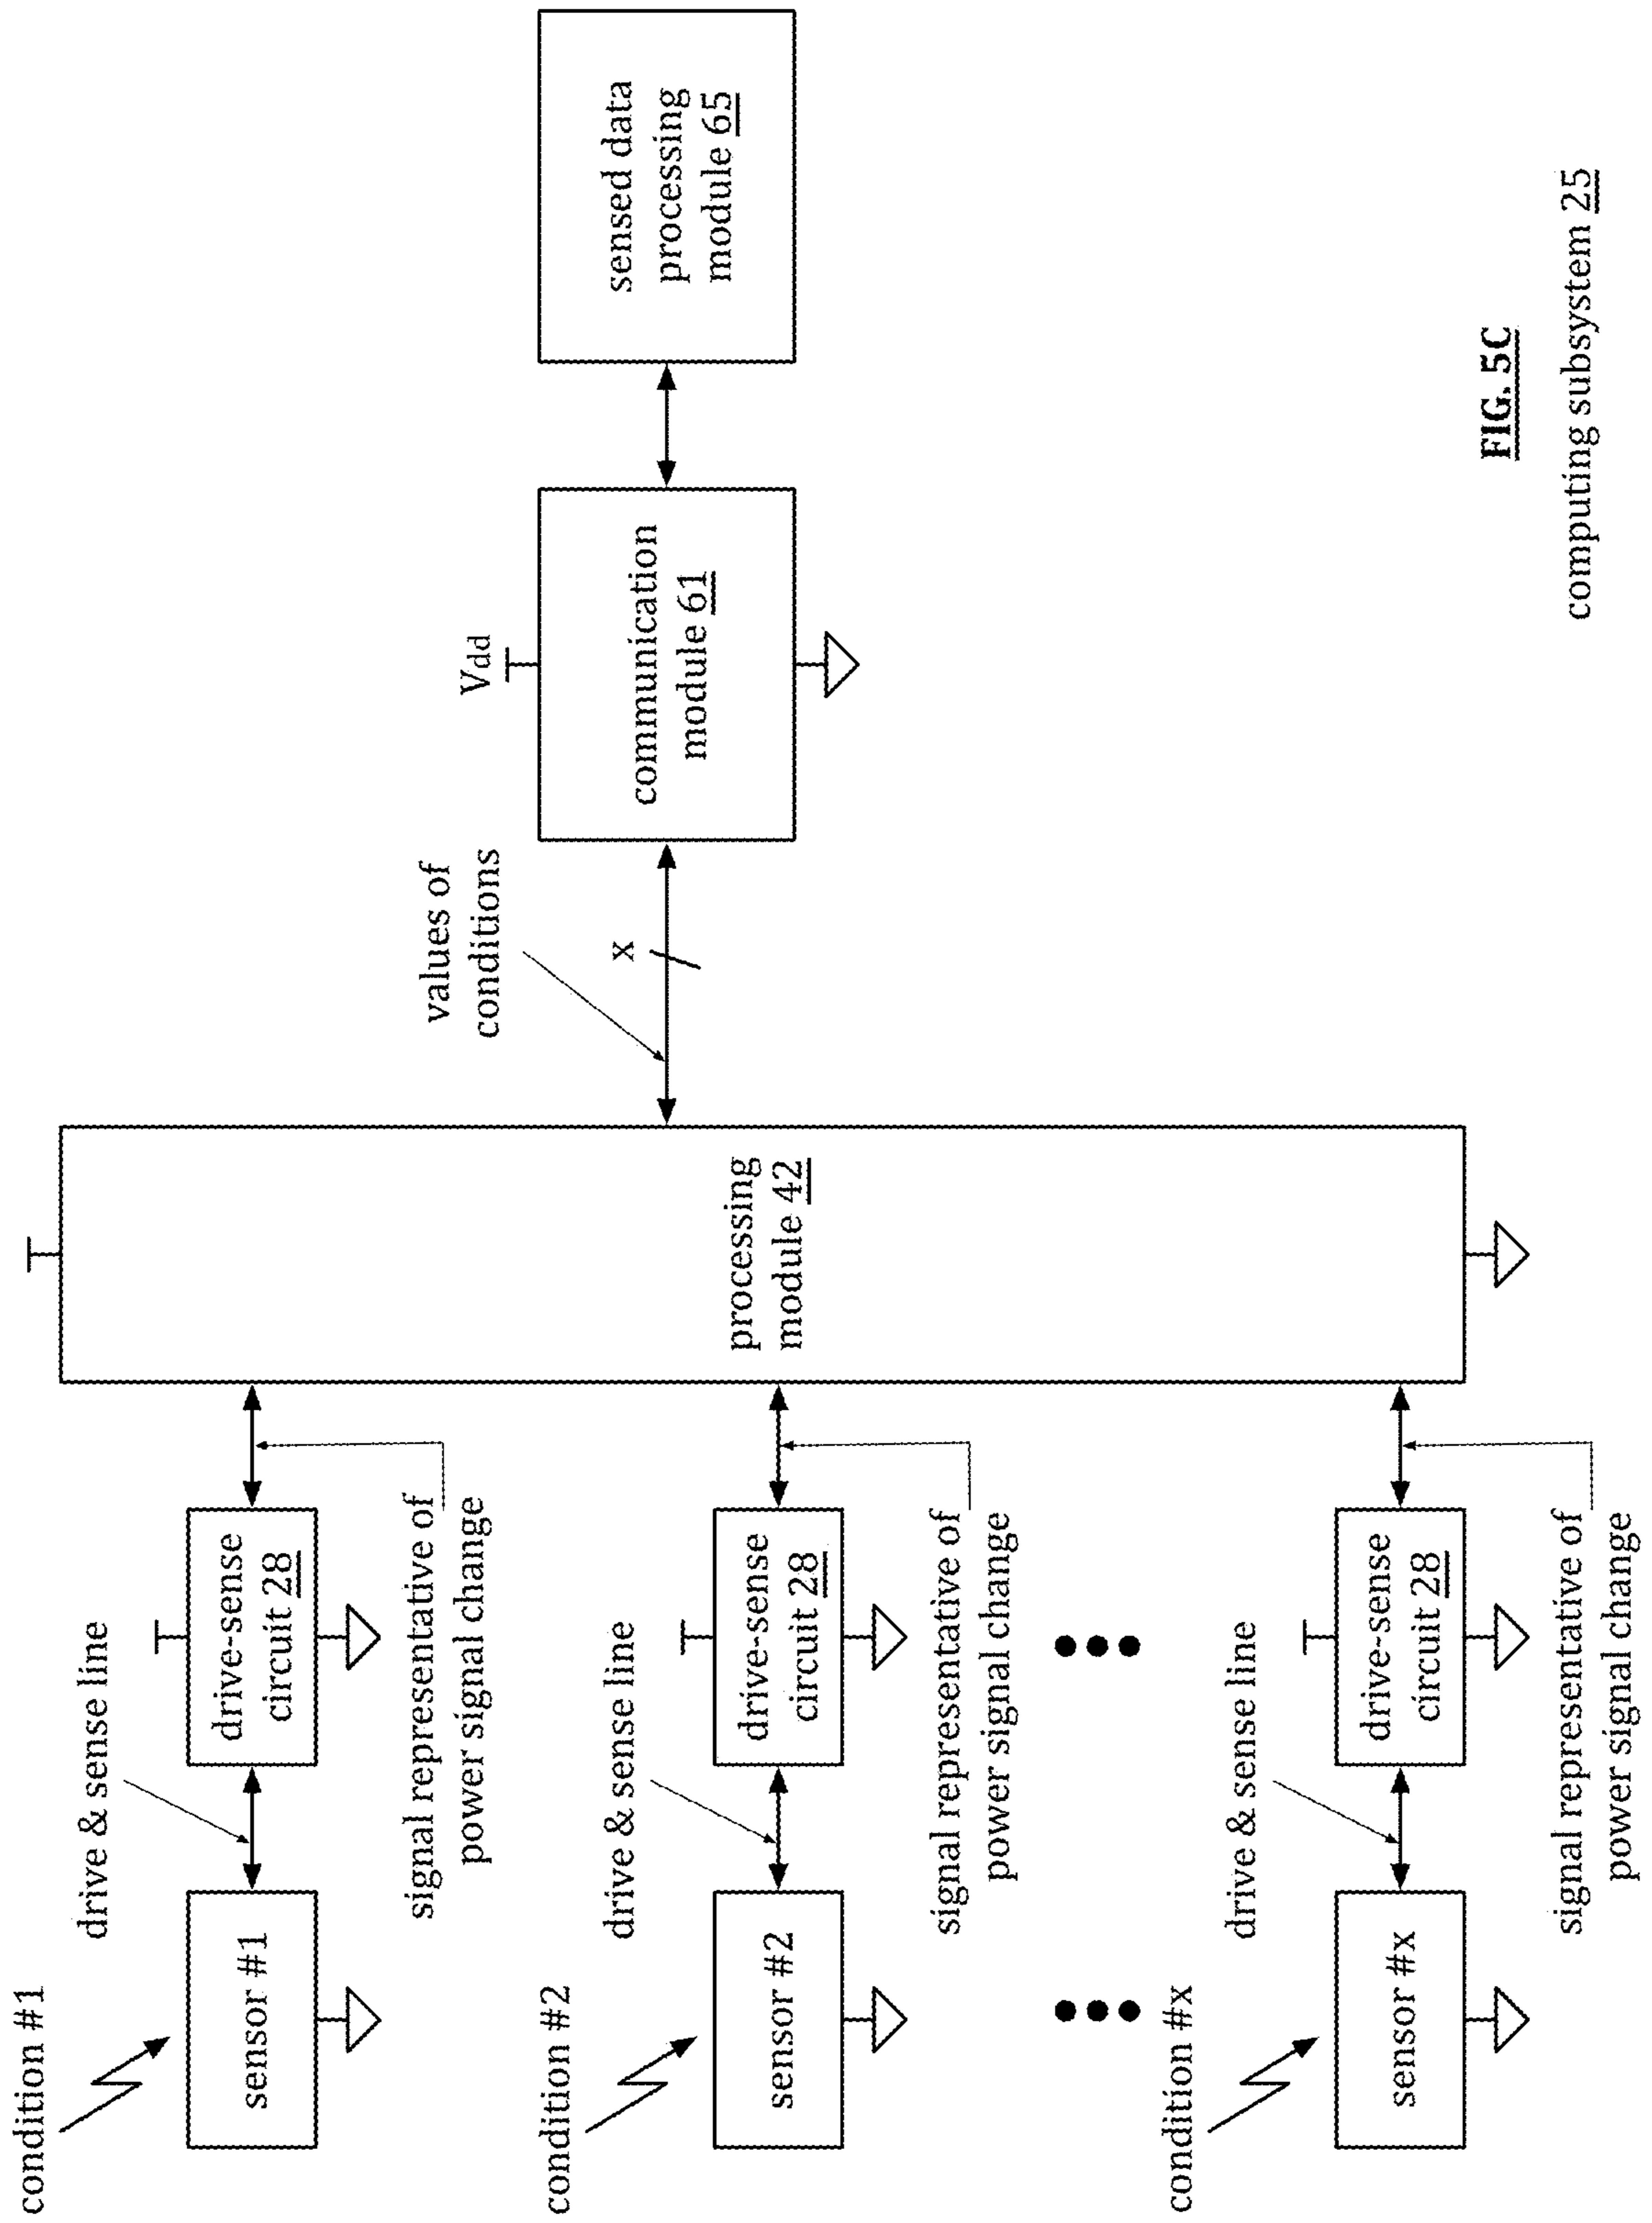 condition #1
drive & sense line
sensor #1
drive-sense
circuit 28
signal representative of
power signal change
condition #2
drive & sense line
sensor #2
drive-sense
circuit 28
signal representative of
power signal change
condition #x
drive & sense line
sensor #x
drive-sense
circuit 28
signal representative of
power signal change
processing
module 42
values of
conditions
x
Vdd
communication
module 61
sensed data
processing
module 65
FIG. 5C
computing subsystem 25